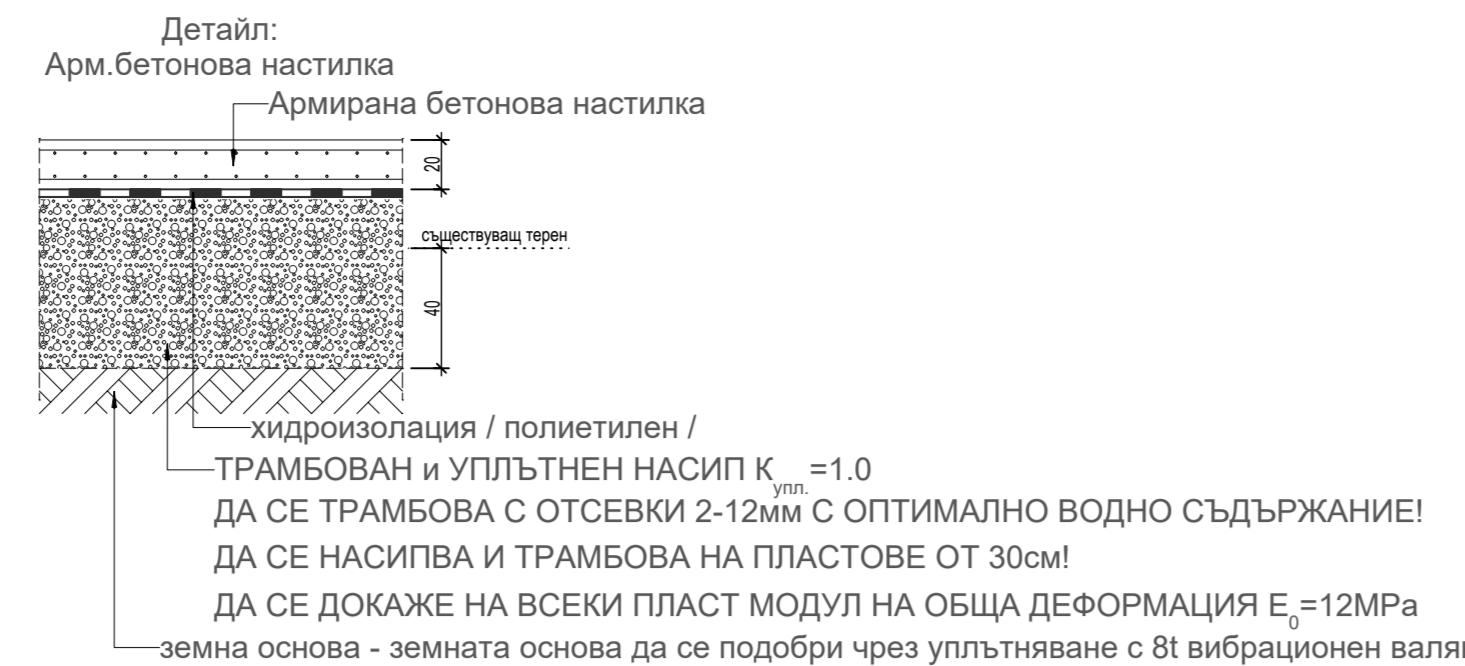 Детайл:
Арм.бетонова настилка
Армирана бетонова настилка
20
съществуващ терен
40
хидроизолация / полиетилен /
ТРАМБОВАН и УПЛЪТНЕН НАСИП Kупл.=1.0
ДА СЕ ТРАМБОВА С ОТСЕВКИ 2-12мм С ОПТИМАЛНО ВОДНО СЪДЪРЖАНИЕ!
ДА СЕ НАСИПВА И ТРАМБОВА НА ПЛАСТОВЕ ОТ 30см!
ДА СЕ ДОКАЖЕ НА ВСЕКИ ПЛАСТ МОДУЛ НА ОБЩА ДЕФОРМАЦИЯ E0=12MPa
земна основа - земната основа да се подобри чрез уплътняване с 8t вибрационен